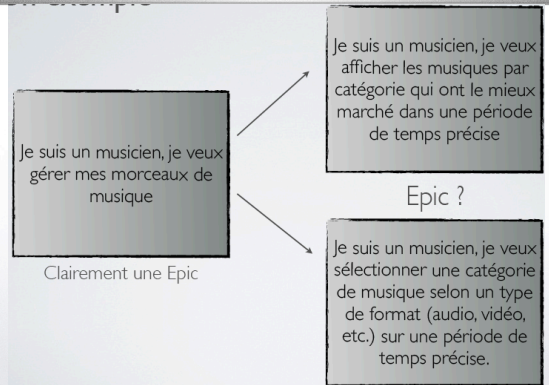 Je suis un musicien, je veux
gérer mes morceaux de
musique
Clairement une Epic
Je suis un musicien, je veux
afficher les musiques par
catégorie qui ont le mieux
marché dans une période
de temps précise
Epic ?
Je suis un musicien, je veux
sélectionner une catégorie
de musique selon un type
de format (audio, vidéo,
etc.) sur une période de
temps précise.